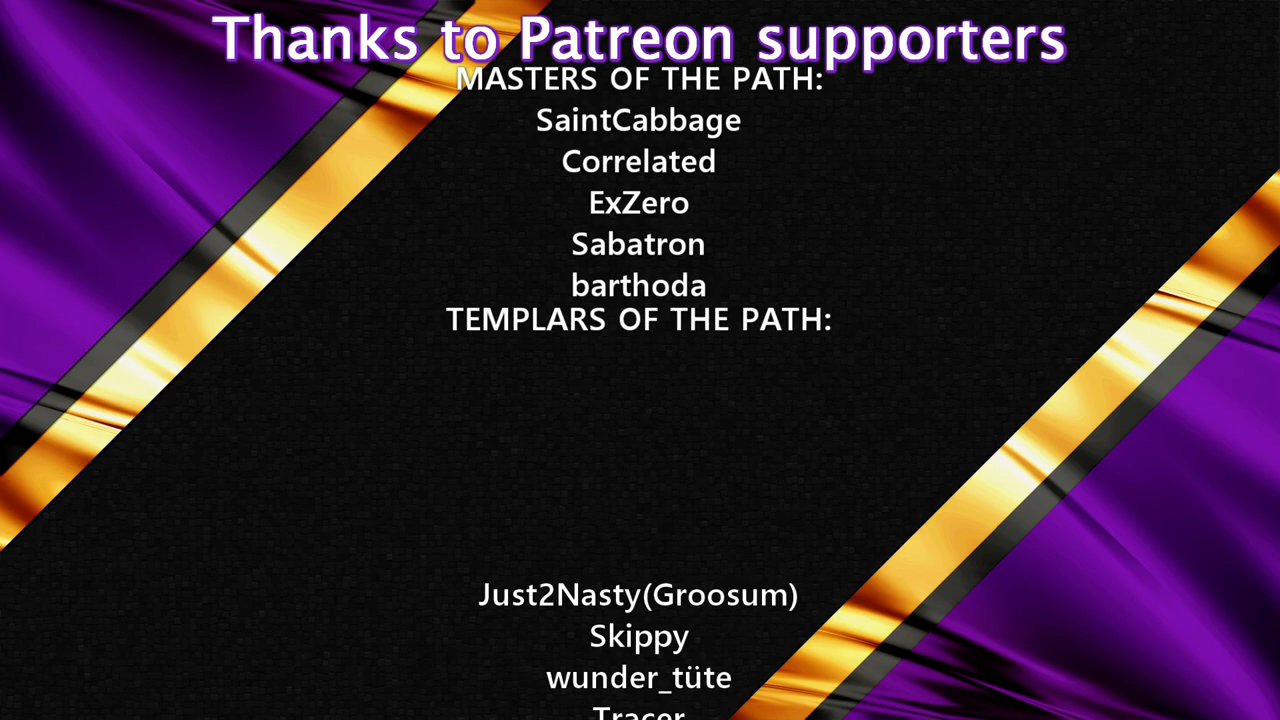 Thanks to Patreon supporters
MASTERS OF THE PATH:
SaintCabbage
Correlated
ExZero
Sabatron
barthoda
TEMPLARS OF THE PATH:
Just2Nasty(Groosum)
Skippy
wunder_tüte
Tracer